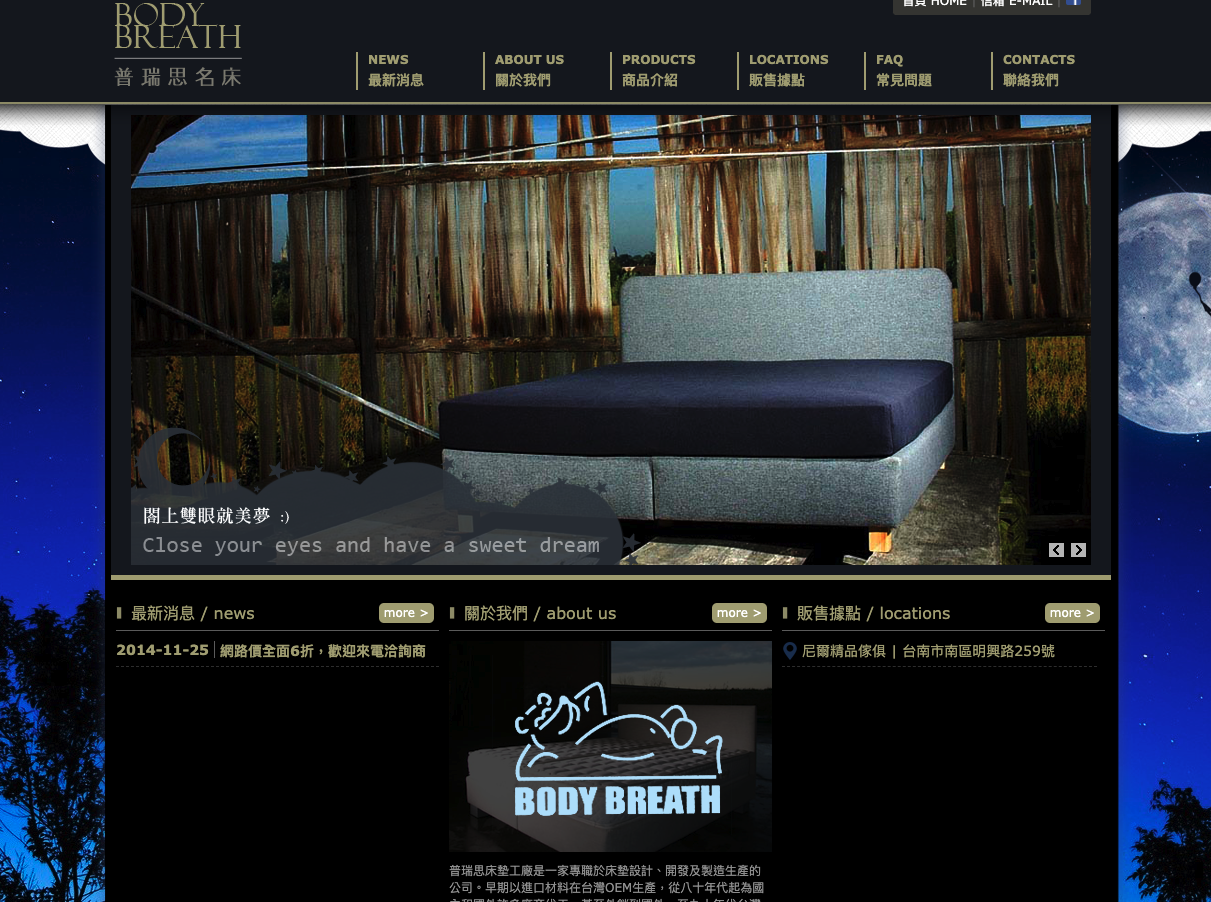 首頁 HOME | 信箱 E-MAIL |
BODY
BREATH
普瑞思名床
NEWS
最新消息
ABOUT US
關於我們
PRODUCTS
商品介紹
LOCATIONS
販售據點
FAQ
常見問題
CONTACTS
聯絡我們
閤上雙眼就美夢 :)
Close your eyes and have a sweet dream
最新消息 / news
more >
2014-11-25 | 網路價全面6折，歡迎來電洽詢商
關於我們 / about us
more >
BODY BREATH
普瑞思床墊工廠是一家專職於床墊設計、開發及製造生產的
公司。早期以進口材料在台灣OEM生產，從八十年代起為國
販售據點 / locations
more >
尼爾精品傢俱 | 台南市南區明興路259號